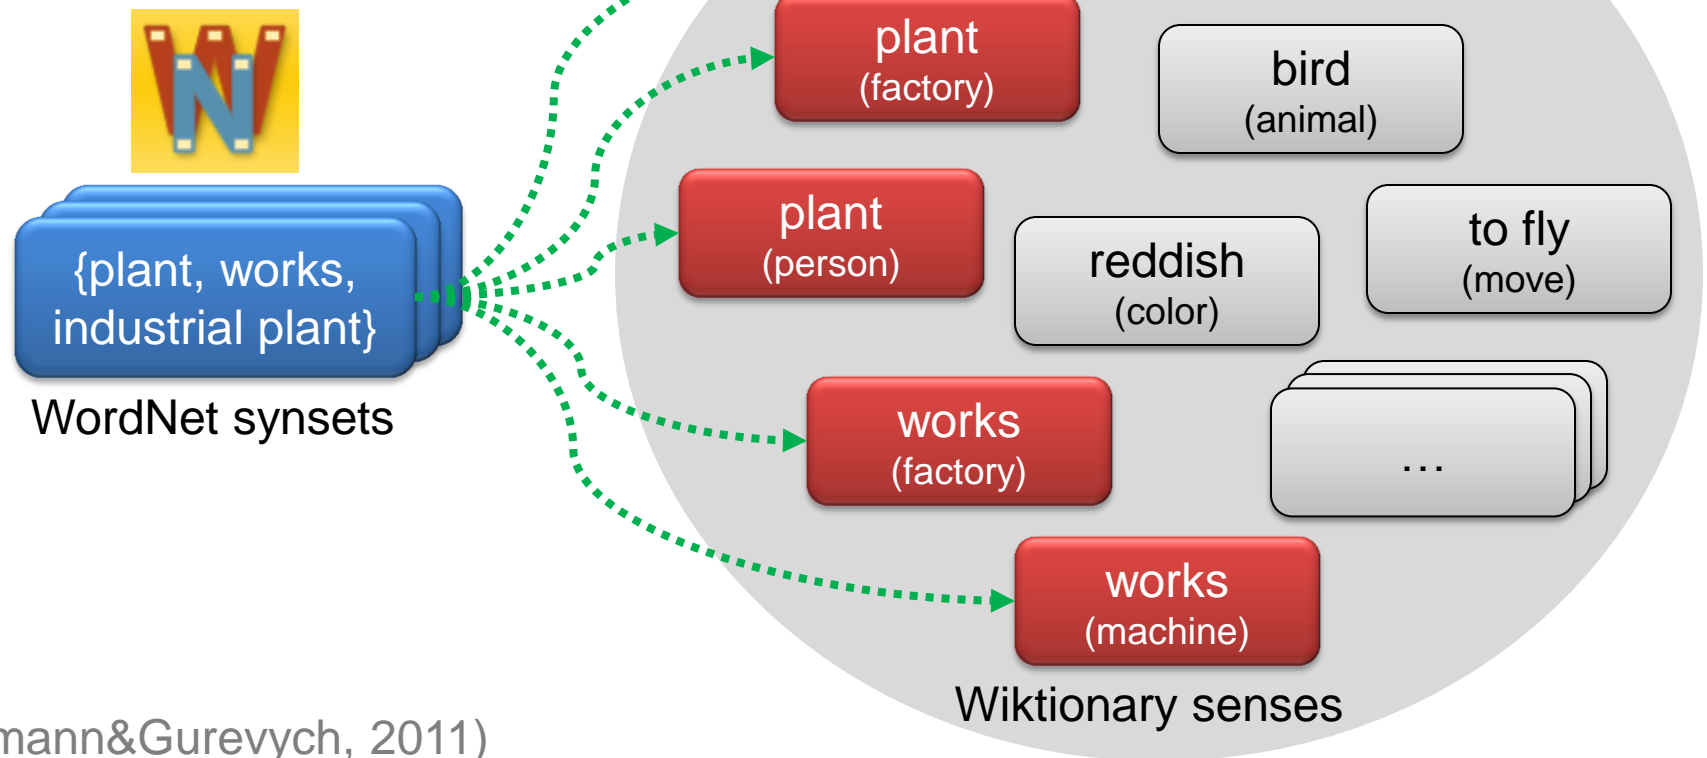 WN
{plant, works,
industrial plant}
WordNet synsets
plant
(factory)
bird
(animal)
plant
(person)
reddish
(color)
to fly
(move)
works
(factory)
…
works
(machine)
Wiktionary senses
mann&Gurevych, 2011)